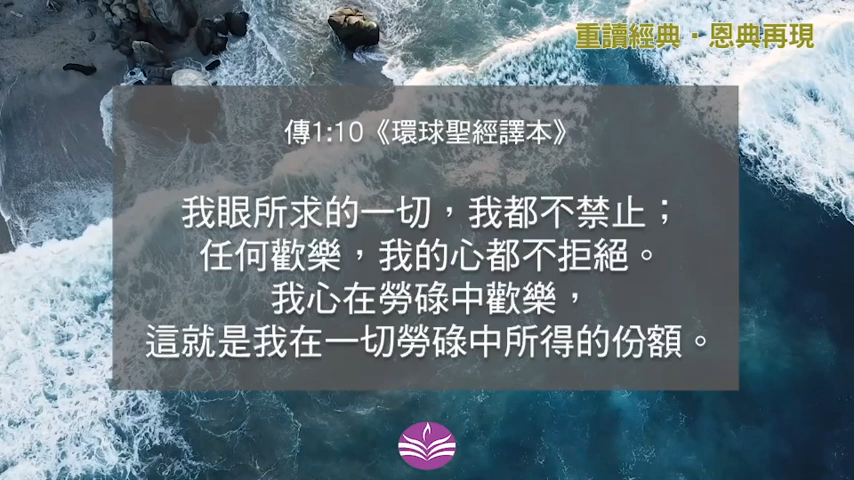 重讀經典·恩典再現
傳1:10《環球聖經譯本》
我眼所求的一切，我都不禁止；
任何歡樂，我的心都不拒絕。
我心在勞碌中歡樂，
這就是我在一切勞碌中所得的份額。